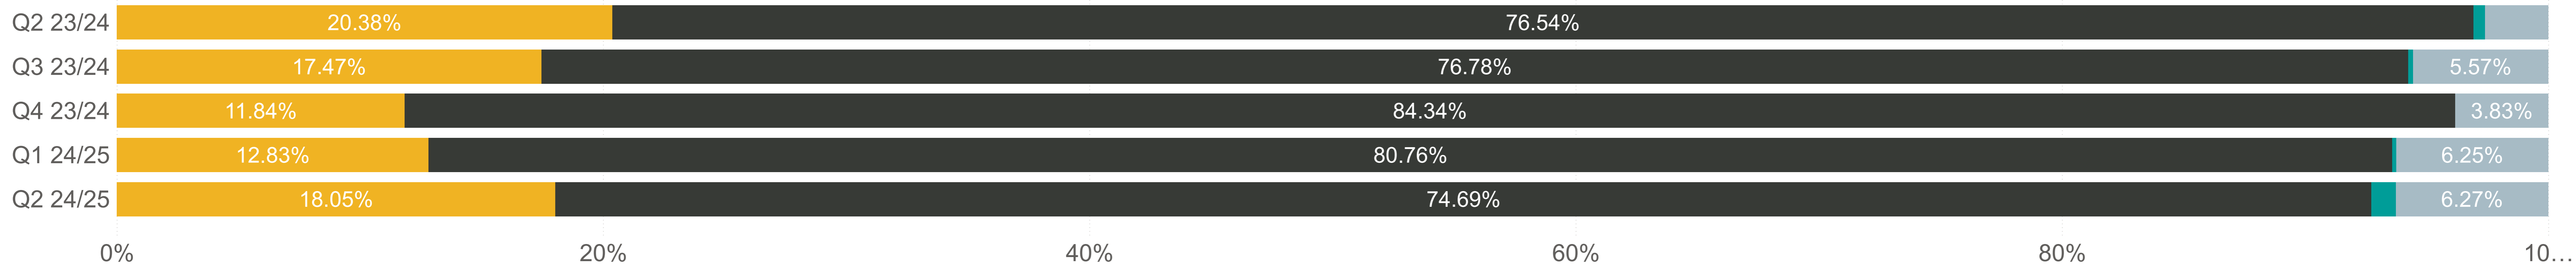 Q2 23/24 20.38% 76.54%
Q3 23/24 17.47% 76.78% 5.57%
Q4 23/24 11.84% 84.34% 3.83%
Q1 24/25 12.83% 80.76% 6.25%
Q2 24/25 18.05% 74.69% 6.27%
0% 20% 40% 60% 80% 10…